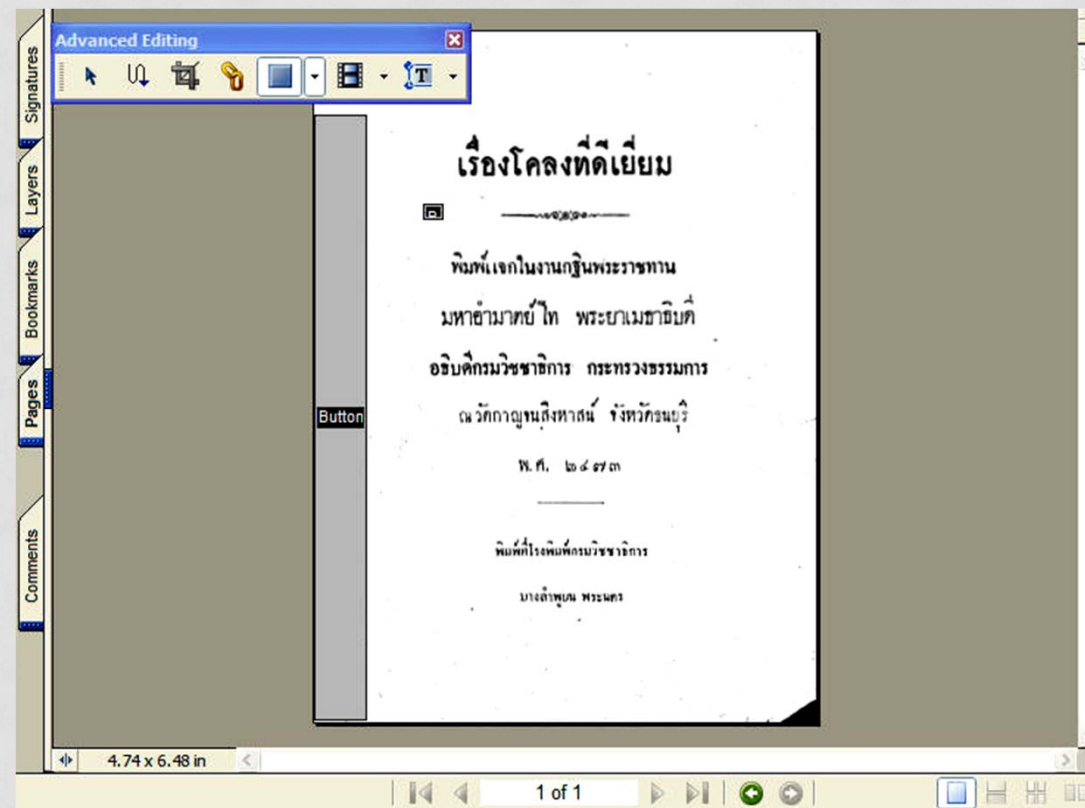 Advanced Editing
Signatures
Layers
Bookmarks
Pages
Comments
Button
เรื่องโคลงที่ดีเยี่ยม
พิมพ์แจกในงานกฐินพระราชทาน
มหาอำมาตย์โท พระยาเมธาธิบดี
อธิบดีกรมวิชชาธิการ กระทรวงธรรมการ
ณวัดกาญจนสิงหาสน์ จังหวัดธนบุรี
พ.ศ. ๒๔๗๓
พิมพ์ที่โรงพิมพ์กรมวิชชาธิการ
บางลำพูบน พระนคร
4.74 x 6.48 in
1 of 1